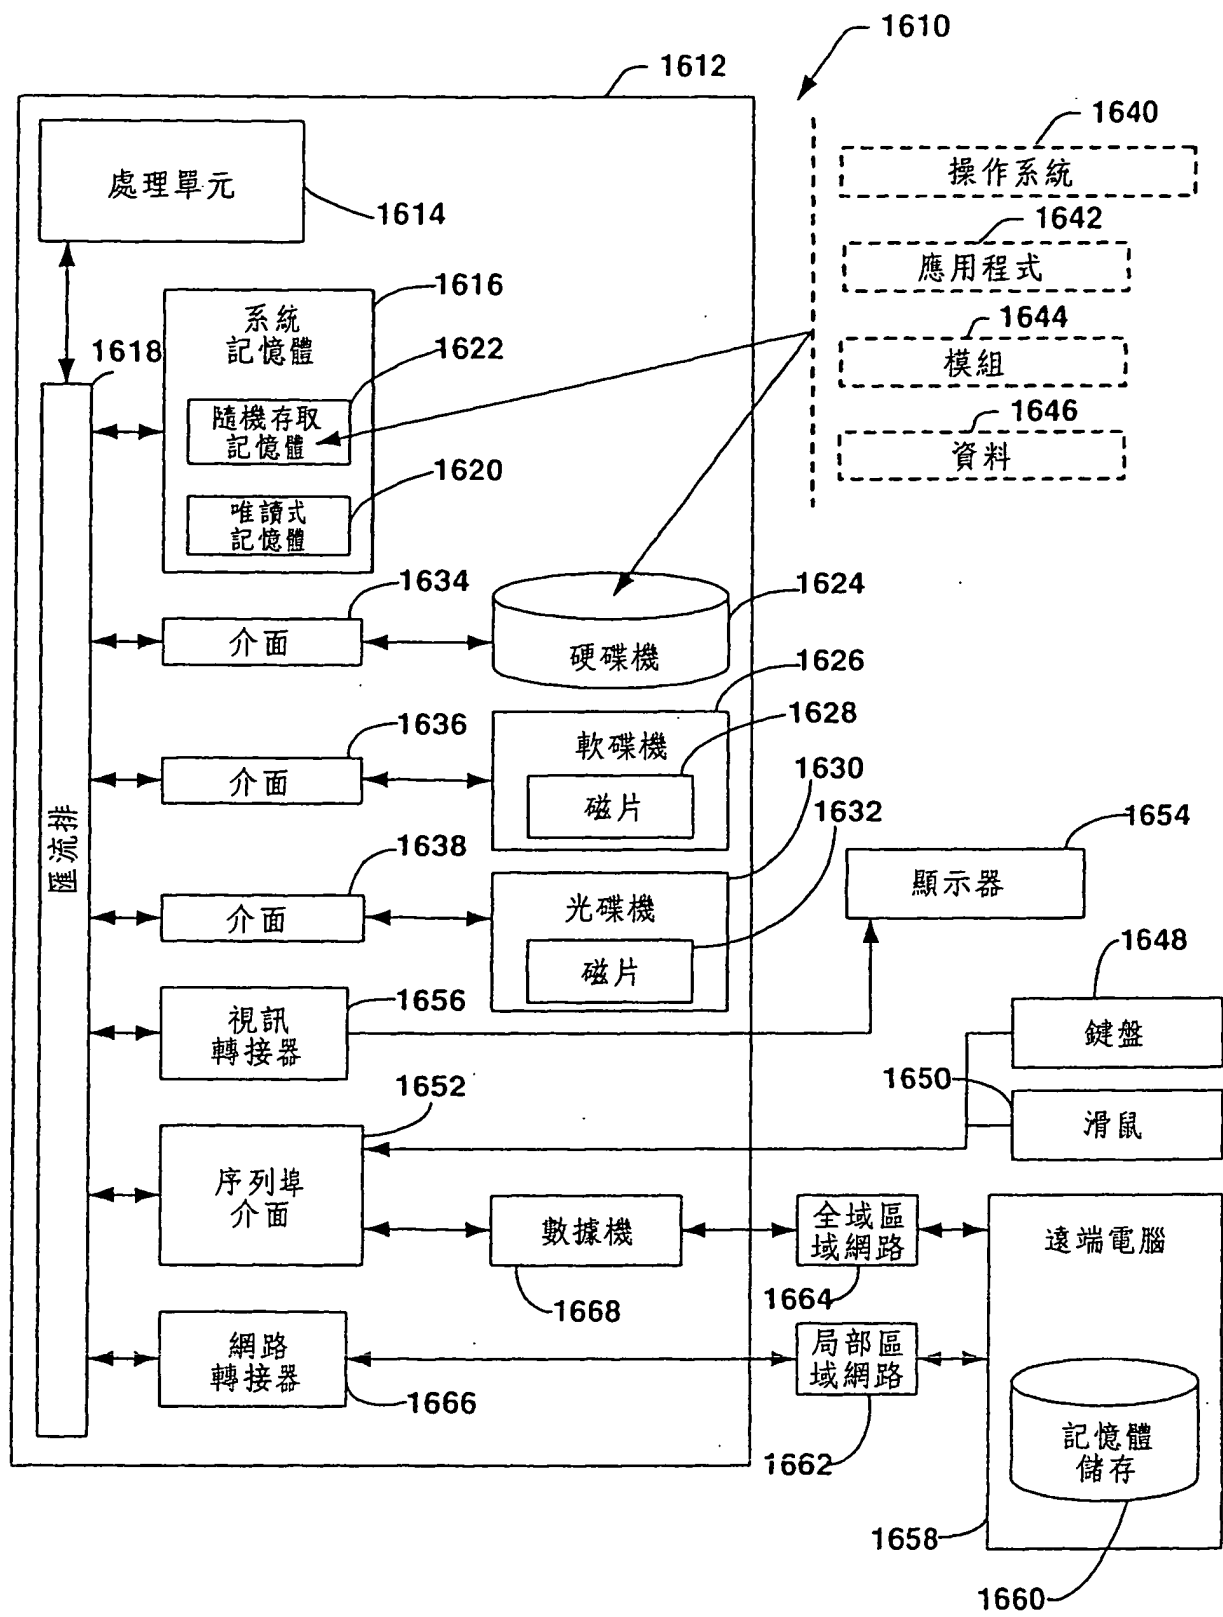 1610
1612
1640
操作系統
處理單元
1614
1642
應用程式
1616
系統
記憶體
1644
模組
1618
1622
隨機存取
記憶體
1646
資料
1620
唯讀式
記憶體
1634
介面
1624
硬碟機
1626
1636
介面
1628
軟碟機
磁片
1630
1632
1638
介面
光碟機
磁片
1654
顯示器
匯流排
1656
視訊
轉接器
1648
鍵盤
1650
滑鼠
1652
序列埠
介面
數據機
1668
全域區
域網路
1664
遠端電腦
網路
轉接器
1666
局部區
域網路
1662
記憶體
儲存
1658
1660